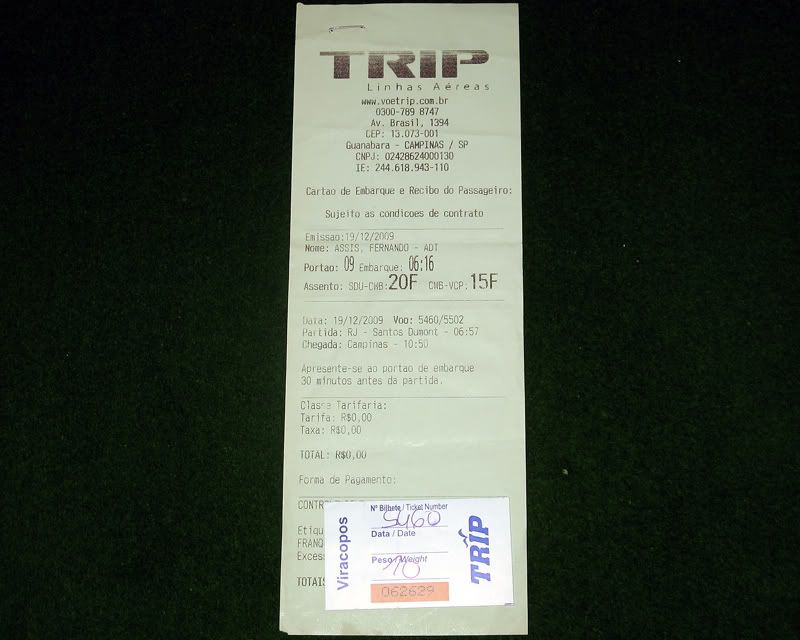 TRIP
Linhas Aéreas
www.voetrip.com.br
0300-789 8747
Av. Brasil, 1394
CEP: 13.073-001
Guanabara - CAMPINAS / SP
CNPJ: 02428624000130
IE: 244.618.943-110
Cartao de Embarque e Recibo do Passageiro:
Sujeito as condicoes de contrato
Emissao:19/12/2009
Nome: ASSIS, FERNANDO - ADT
Portao: 09 Embarque: 06:16
Assento: SDU-CWB:20F CWB-VCP:15F
Data: 19/12/2009 Voo: 5460/5502
Partida: RJ - Santos Dumont - 06:57
Chegada: Campinas - 10:50
Apresente-se ao portao de embarque
30 minutos antes da partida.
Classe Tarifaria:
Tarifa: R$0,00
Taxa: R$0,00
TOTAL: R$0,00
Forma de Pagamento:
Viracopos
Nº Bilhete / Ticket Number
5460
Data / Date
Peso / Weight
10
062629
TRIP